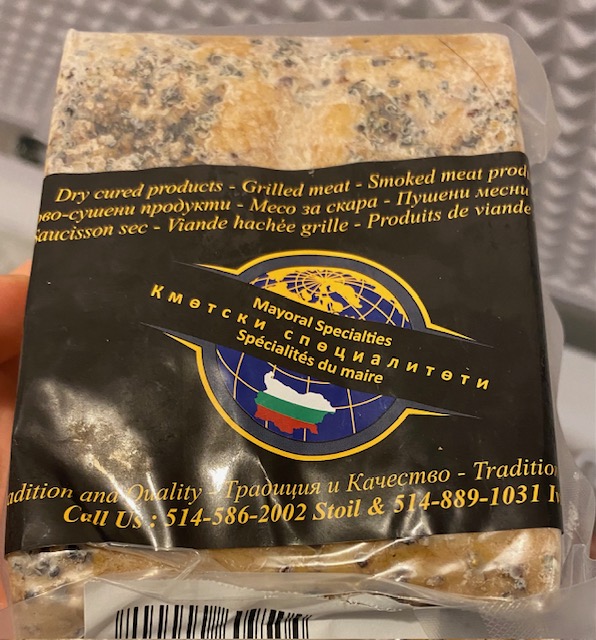 Dry cured products - Grilled meat - Smoked meat prod
ово-сушени продукти - Месо за скара - Пушени месни
Saucisson sec - Viande hachèe grille - Produits de viande
Mayoral Specialties
Кметски специалитети
Spécialités du maire
adition and Quality - Традиция и Качество - Traditio
Call Us : 514-586-2002 Stoil & 514-889-1031 I